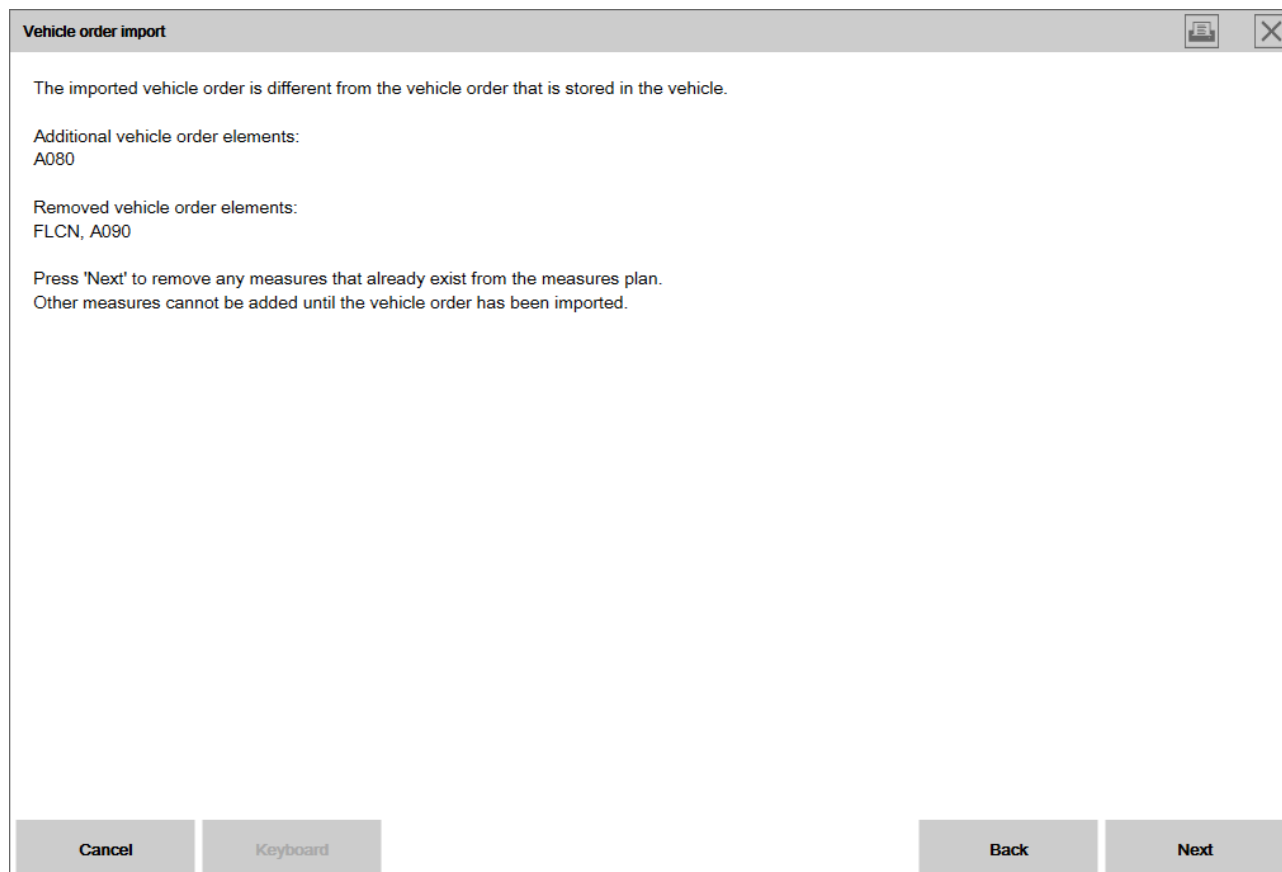 Vehicle order import
The imported vehicle order is different from the vehicle order that is stored in the vehicle.
Additional vehicle order elements:
A080
Removed vehicle order elements:
FLCN, A090
Press 'Next' to remove any measures that already exist from the measures plan.
Other measures cannot be added until the vehicle order has been imported.
Cancel
Keyboard
Back
Next